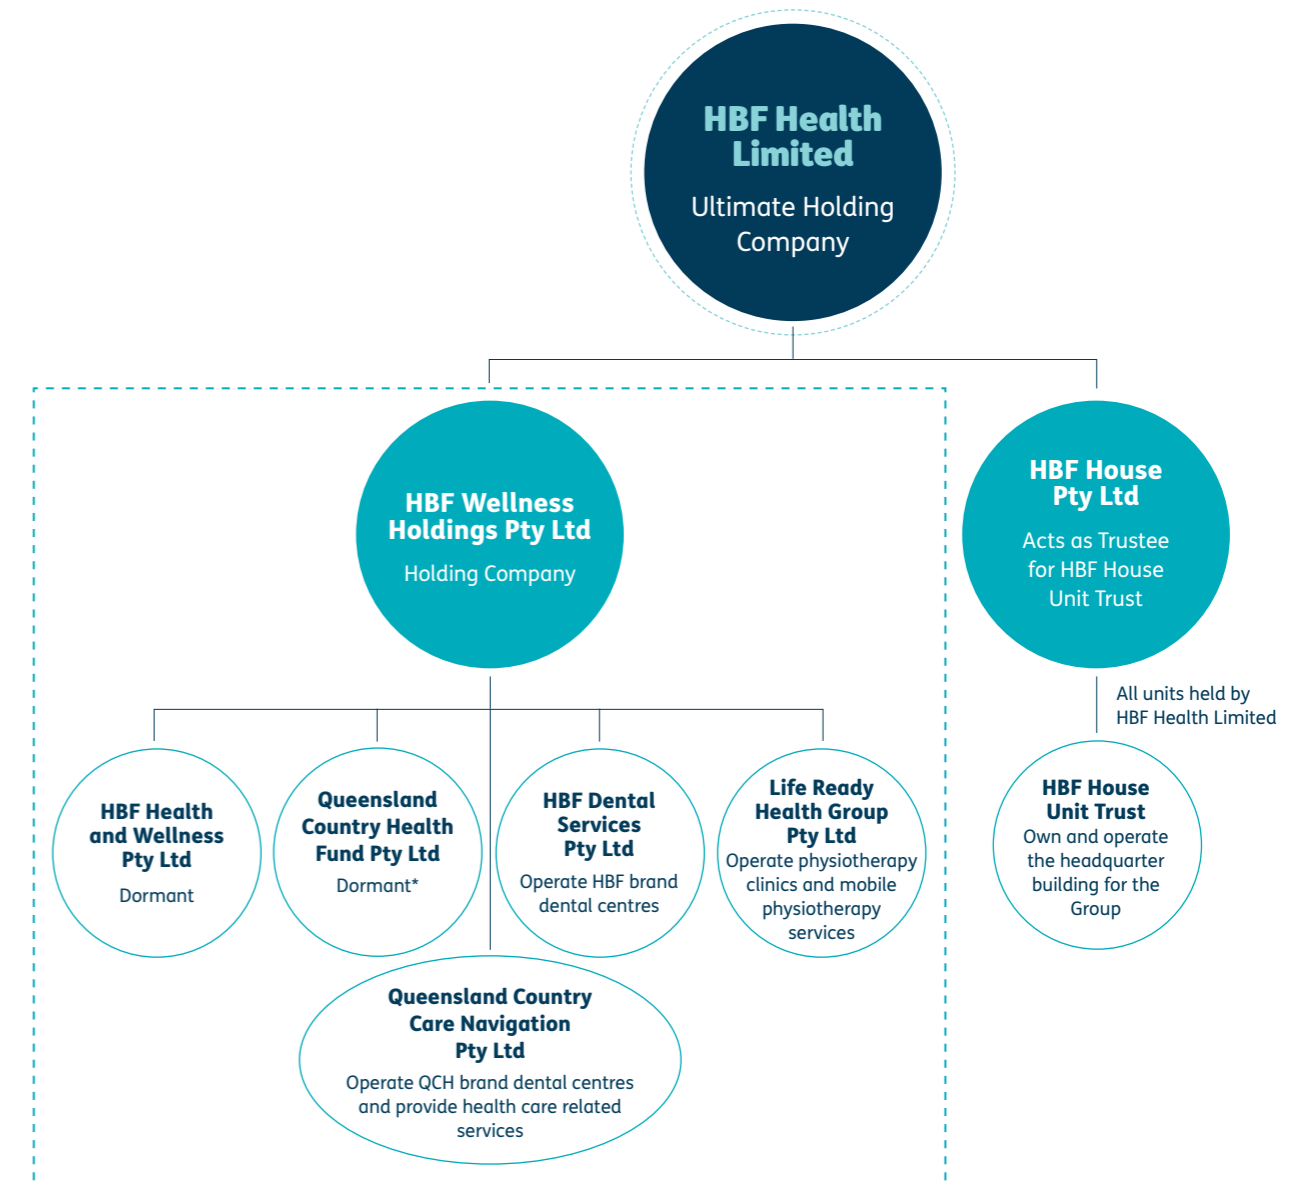 HBF Health
Limited
Ultimate Holding
Company
HBF Wellness
Holdings Pty Ltd
Holding Company
HBF House
Pty Ltd
Acts as Trustee
for HBF House
Unit Trust
All units held by
HBF Health Limited
HBF Health
and Wellness
Pty Ltd
Dormant
Queensland
Country Health
Fund Pty Ltd
Dormant*
HBF Dental
Services
Pty Ltd
Operate HBF brand
dental centres
Life Ready
Health Group
Pty Ltd
Operate physiotherapy
clinics and mobile
physiotherapy
services
HBF House
Unit Trust
Own and operate
the headquarter
building for the
Group
Queensland Country
Care Navigation
Pty Ltd
Operate QCH brand dental centres
and provide health care related
services